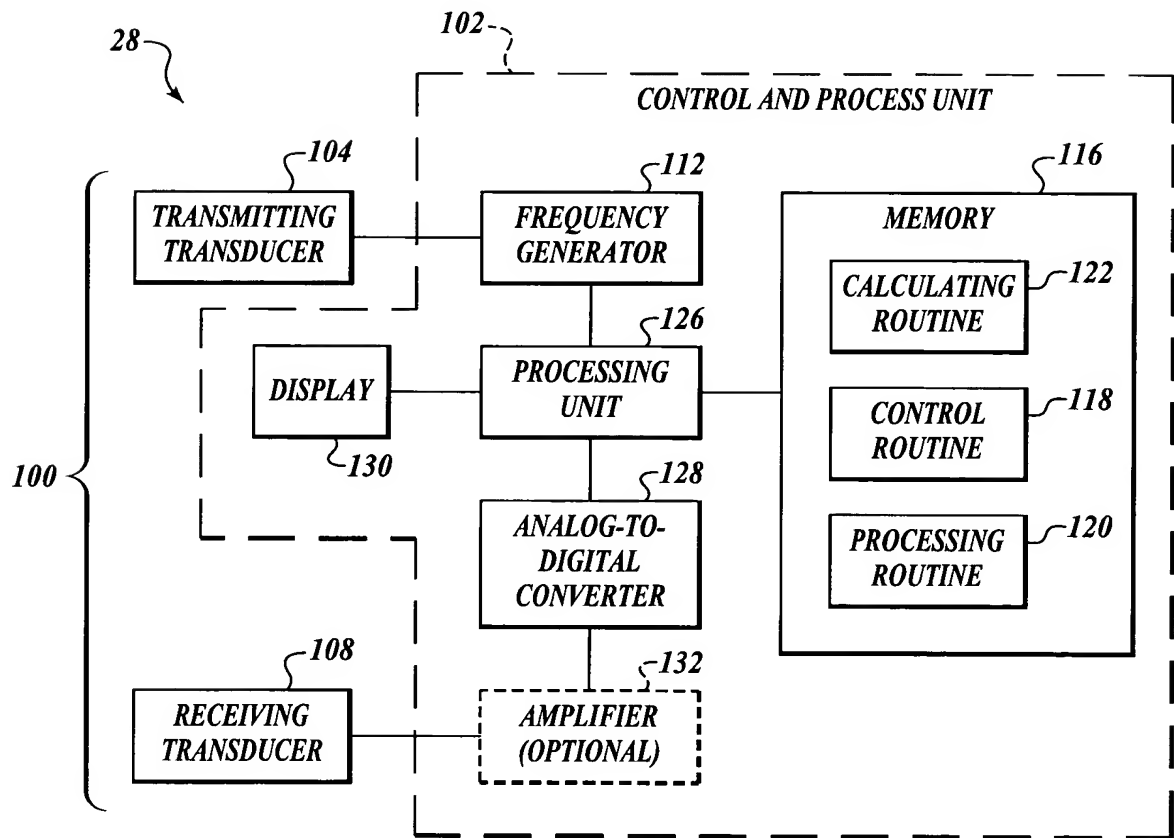 28
102
CONTROL AND PROCESS UNIT
104
112
116
TRANSMITTING
TRANSDUCER
FREQUENCY
GENERATOR
MEMORY
CALCULATING
ROUTINE
122
126
DISPLAY
PROCESSING
UNIT
CONTROL
ROUTINE
118
130
100
128
ANALOG-TO-
DIGITAL
CONVERTER
PROCESSING
ROUTINE
120
108
132
RECEIVING
TRANSDUCER
AMPLIFIER
(OPTIONAL)